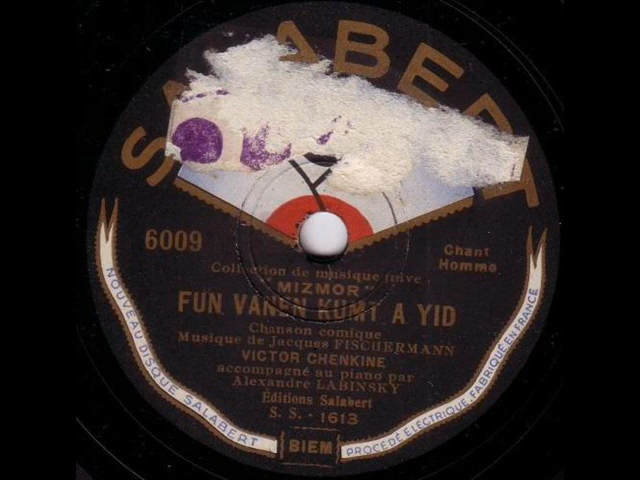 SALABERT
6009
Chant
Homme
Collection de musique juive
"MIZMOR"
FUN VANEN KUMT A YID
Chanson comique
Musique de Jacques FISCHERMANN
VICTOR CHENKINE
accompagné au piano par
Alexandre LABINSKY
Éditions Salabert
S. S. - 1613
NOUVEAU DISQUE SALABERT
BIEM
PROCÉDÉ ÉLECTRIQUE. FABRIQUÉ EN FRANCE